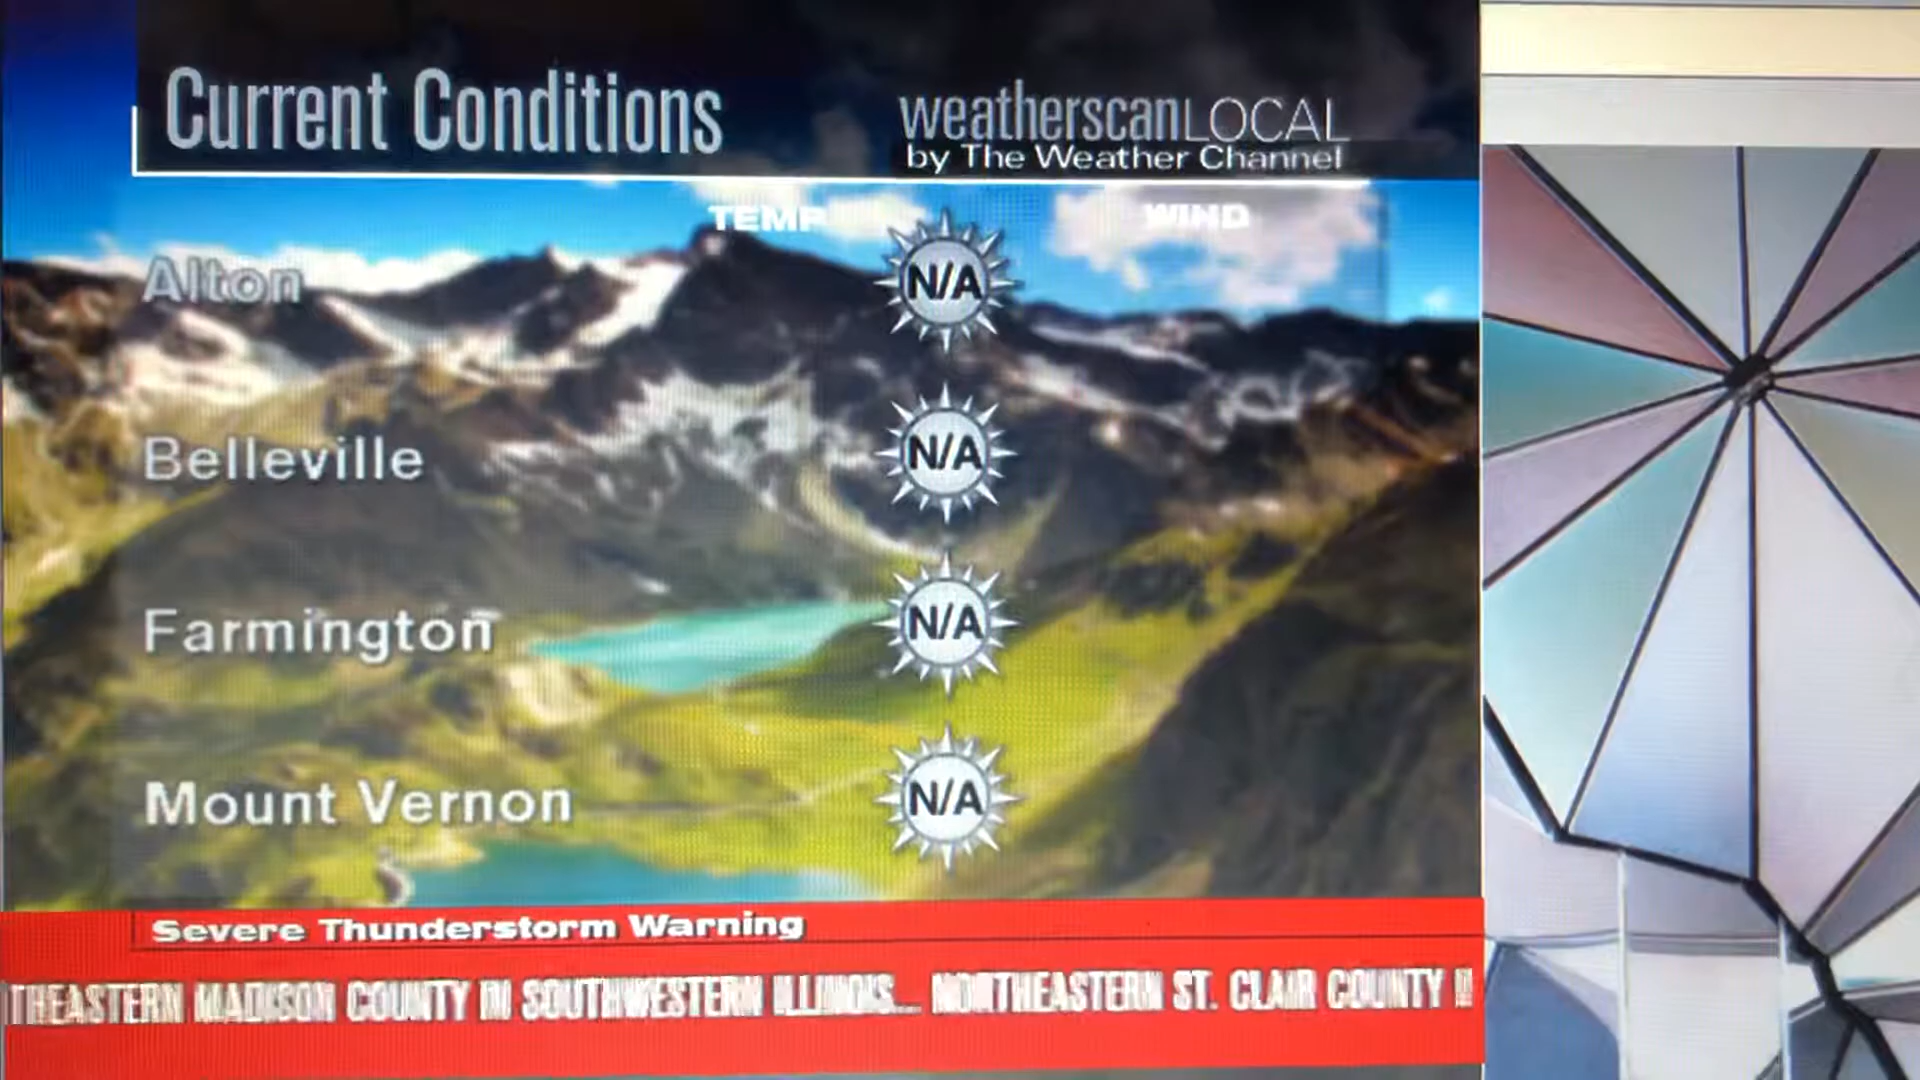 Current Conditions
weatherscanLOCAL
by The Weather Channel
TEMP WIND
Alton N/A
Belleville N/A
Farmington N/A
Mount Vernon N/A
Severe Thunderstorm Warning
THEASTERN MADISON COUNTY IN SOUTHWESTERN ILLINOIS... NORTHEASTERN ST. CLAIR COUNTY